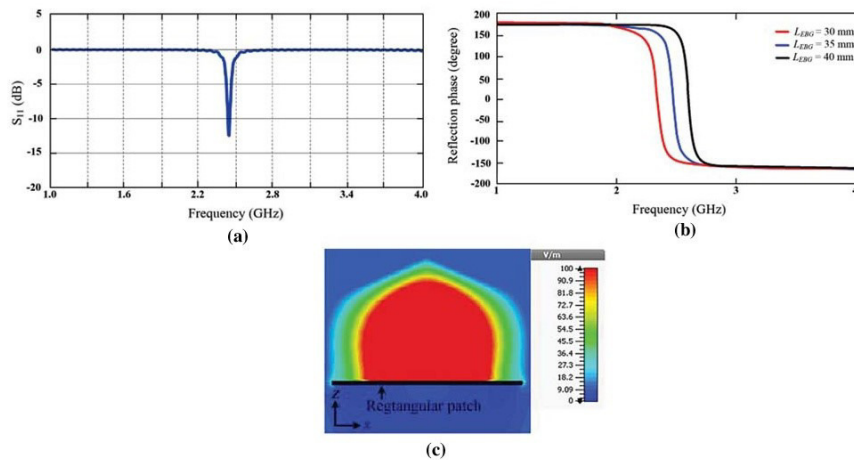 5
0
-5
-10
-15
-20
S11 (dB)
1.0 1.6 2.2 2.8 3.4 4.0
Frequency (GHz)
(a)
200
150
100
50
0
-50
-100
-150
-200
Reflection phase (degree)
LEBG = 30 mm
LEBG = 35 mm
LEBG = 40 mm
1 2 3 4
Frequency (GHz)
(b)
V/m
100
90.9
81.8
72.7
63.6
54.5
45.5
36.4
27.3
18.2
9.09
0
Z
x
Regtangular patch
(c)